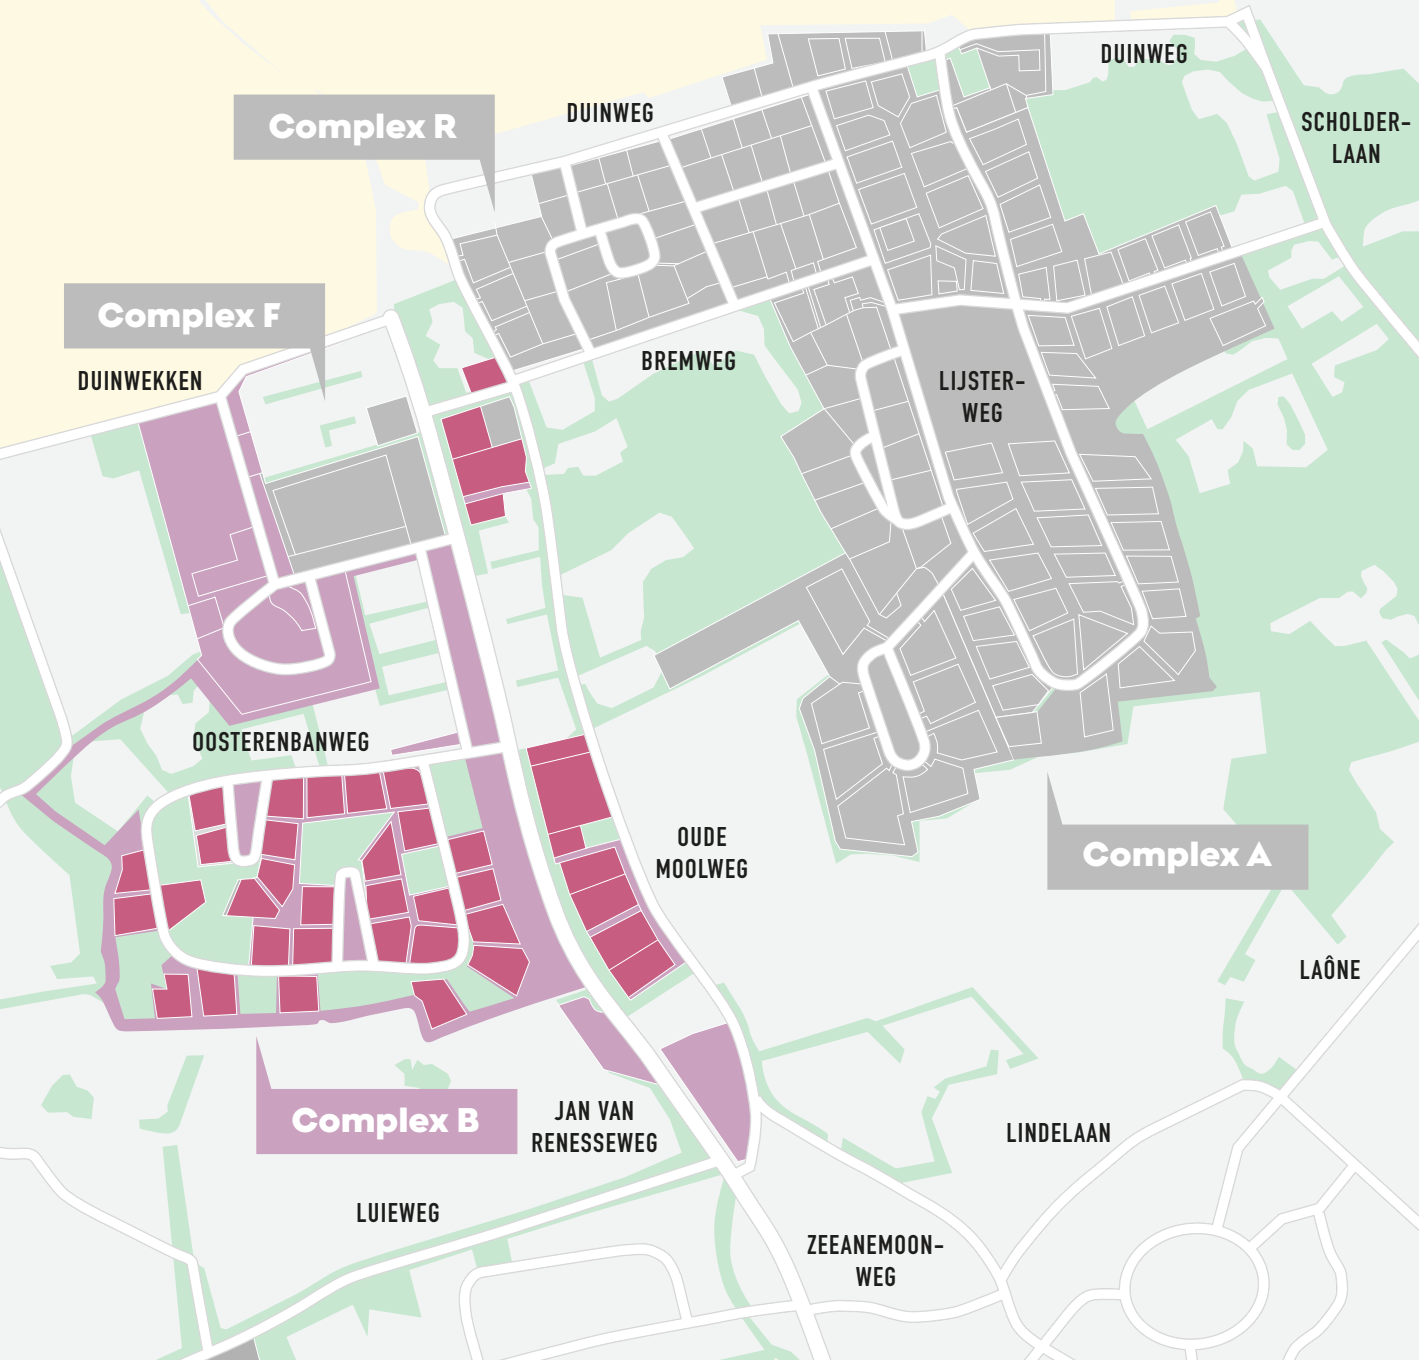 DUINWEG
SCHOLDER-
LAAN
Complex R
DUINWEG
Complex F
DUINWEKKEN
BREMWEG
LIJSTER-
WEG
OOSTERENBANWEG
OUDE
MOOLWEG
Complex A
LAÔNE
Complex B
JAN VAN
RENESSEWEG
LINDELAAN
LUIEWEG
ZEEANEMOON-
WEG